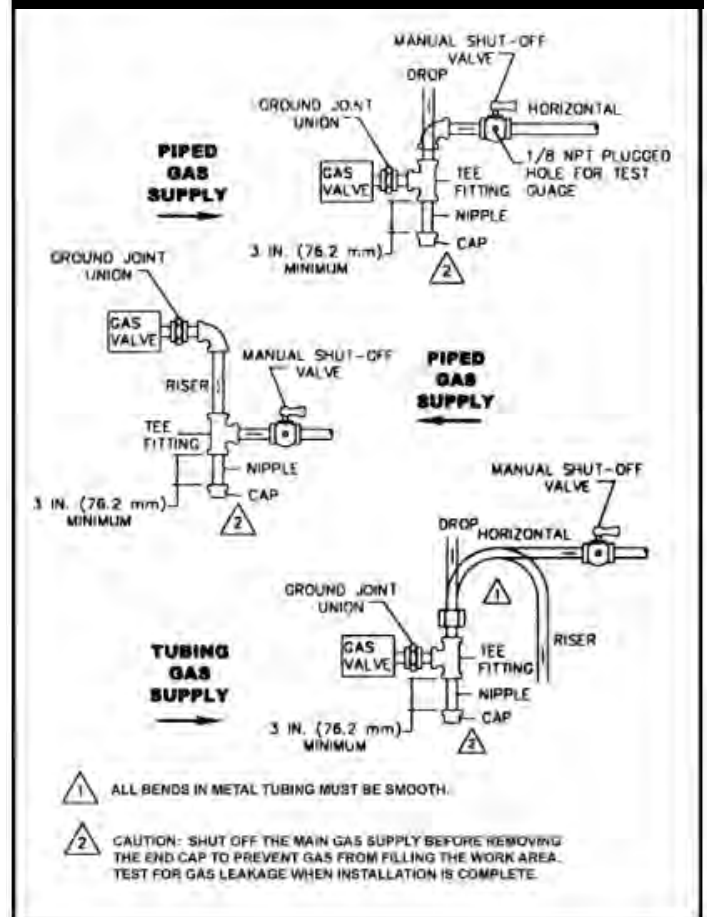 MANUAL SHUT-OFF
VALVE
DROP
GROUND JOINT
UNION
HORIZONTAL
PIPED
GAS
SUPPLY
GAS
VALVE
TEE
FITTING
1/8 NPT PLUGGED
HOLE FOR TEST
GUAGE
NIPPLE
3 IN. (76.2 mm)
MINIMUM
CAP
2
GROUND JOINT
UNION
GAS
VALVE
MANUAL SHUT-OFF
VALVE
PIPED
GAS
SUPPLY
RISER
TEE
FITTING
NIPPLE
CAP
3 IN. (76.2 mm)
MINIMUM
2
MANUAL SHUT-OFF
VALVE
DROP
HORIZONTAL
1
GROUND JOINT
UNION
TUBING
GAS
SUPPLY
GAS
VALVE
TEE
FITTING
RISER
NIPPLE
CAP
3 IN. (76.2 mm)
MINIMUM
2
1 ALL BENDS IN METAL TUBING MUST BE SMOOTH.
2 CAUTION: SHUT OFF THE MAIN GAS SUPPLY BEFORE REMOVING
THE END CAP TO PREVENT GAS FROM FILLING THE WORK AREA.
TEST FOR GAS LEAKAGE WHEN INSTALLATION IS COMPLETE.